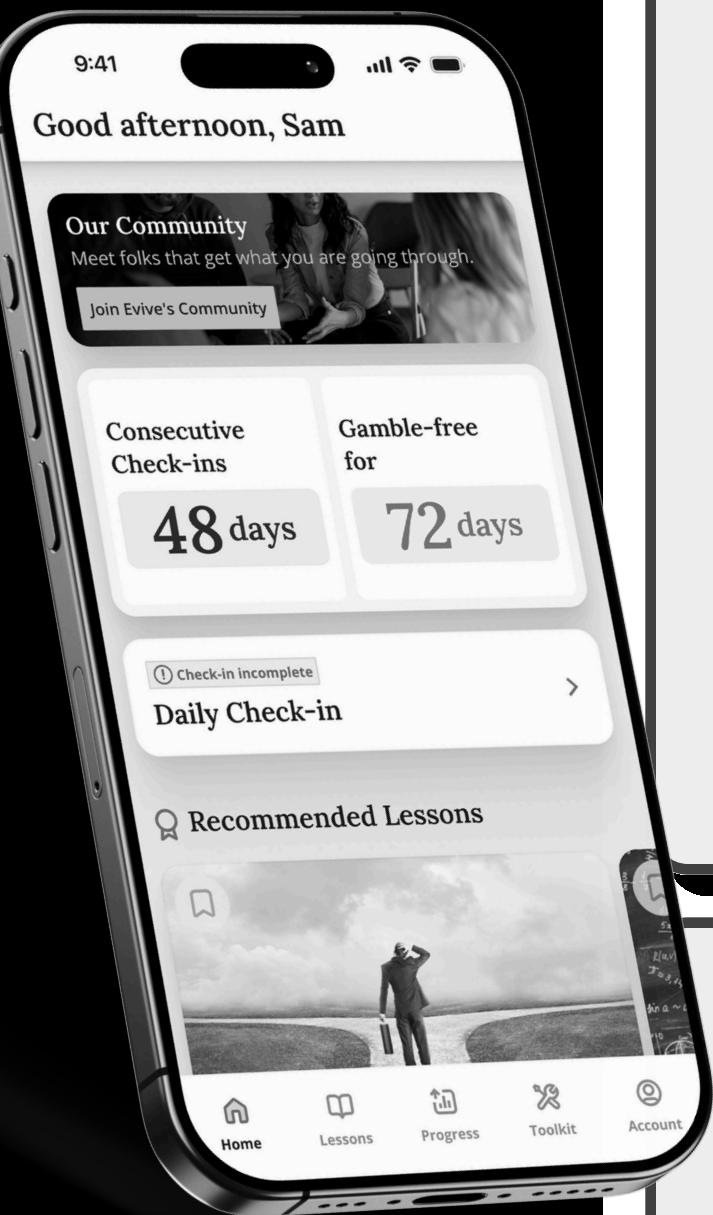 9:41
Good afternoon, Sam
Our Community
Meet folks that get what you are going through.
Join Evive's Community
Consecutive
Check-ins
48 days
Gamble-free
for
72 days
Check-in incomplete
Daily Check-in
Recommended Lessons
Home
Lessons
Progress
Toolkit
Account